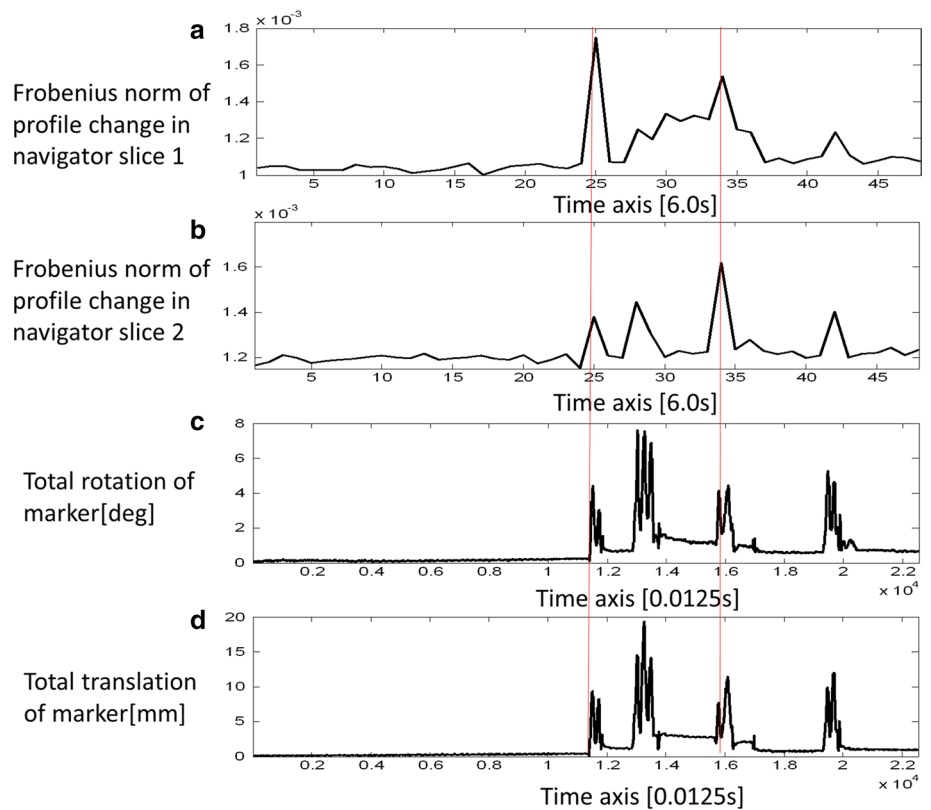 a
× 10⁻³
1.8
1.6
1.4
1.2
1
Frobenius norm of
profile change in
navigator slice 1
5 10 15 20 25 30 35 40 45
Time axis [6.0s]
b
× 10⁻³
1.6
1.4
1.2
Frobenius norm of
profile change in
navigator slice 2
5 10 15 20 25 30 35 40 45
Time axis [6.0s]
c
8
6
4
2
0
Total rotation of
marker[deg]
0.2 0.4 0.6 0.8 1 1.2 1.4 1.6 1.8 2 2.2
× 10⁴
Time axis [0.0125s]
d
20
15
10
5
0
Total translation
of marker[mm]
0.2 0.4 0.6 0.8 1 1.2 1.4 1.6 1.8 2 2.2
× 10⁴
Time axis [0.0125s]